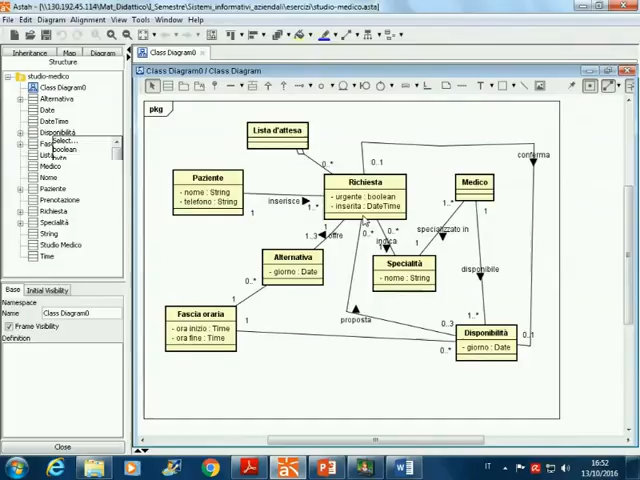 Astah - [\\130.192.45.114\Mat_Didattico\I_Semestre\Sistemi_informativi_aziendali\esercizi\studio-medico.asta]
File Edit Diagram Alignment View Tools Window Help
Inheritance Map Diagram
Structure
studio-medico
Class Diagram0
Alternativa
Date
DateTime
Disponibilità
Select...
boolean
byte
Medico
Nome
Paziente
Prenotazione
Richiesta
Specialità
String
Studio Medico
Time
Base Initial Visibility
Namespace
Name Class Diagram0
Frame Visibility
Definition
Close
Class Diagram0
Class Diagram0 / Class Diagram
pkg
Lista d'attesa
0..*
0..1
conferma
Paziente
- nome : String
- telefono : String
1
inserisce
1..*
Richiesta
- urgente : boolean
- inserita : DateTime
Medico
1..*
1
1
1..3
offre
0..*
0..*
indica
1
1
specializzato in
Alternativa
- giorno : Date
0..*
Specialità
- nome : String
disponibile
1
Fascia oraria
- ora inizio : Time
- ora fine : Time
1
proposta
0..3
1..*
Disponibilità
- giorno : Date
0..1
0..*
IT
16:52
13/10/2016